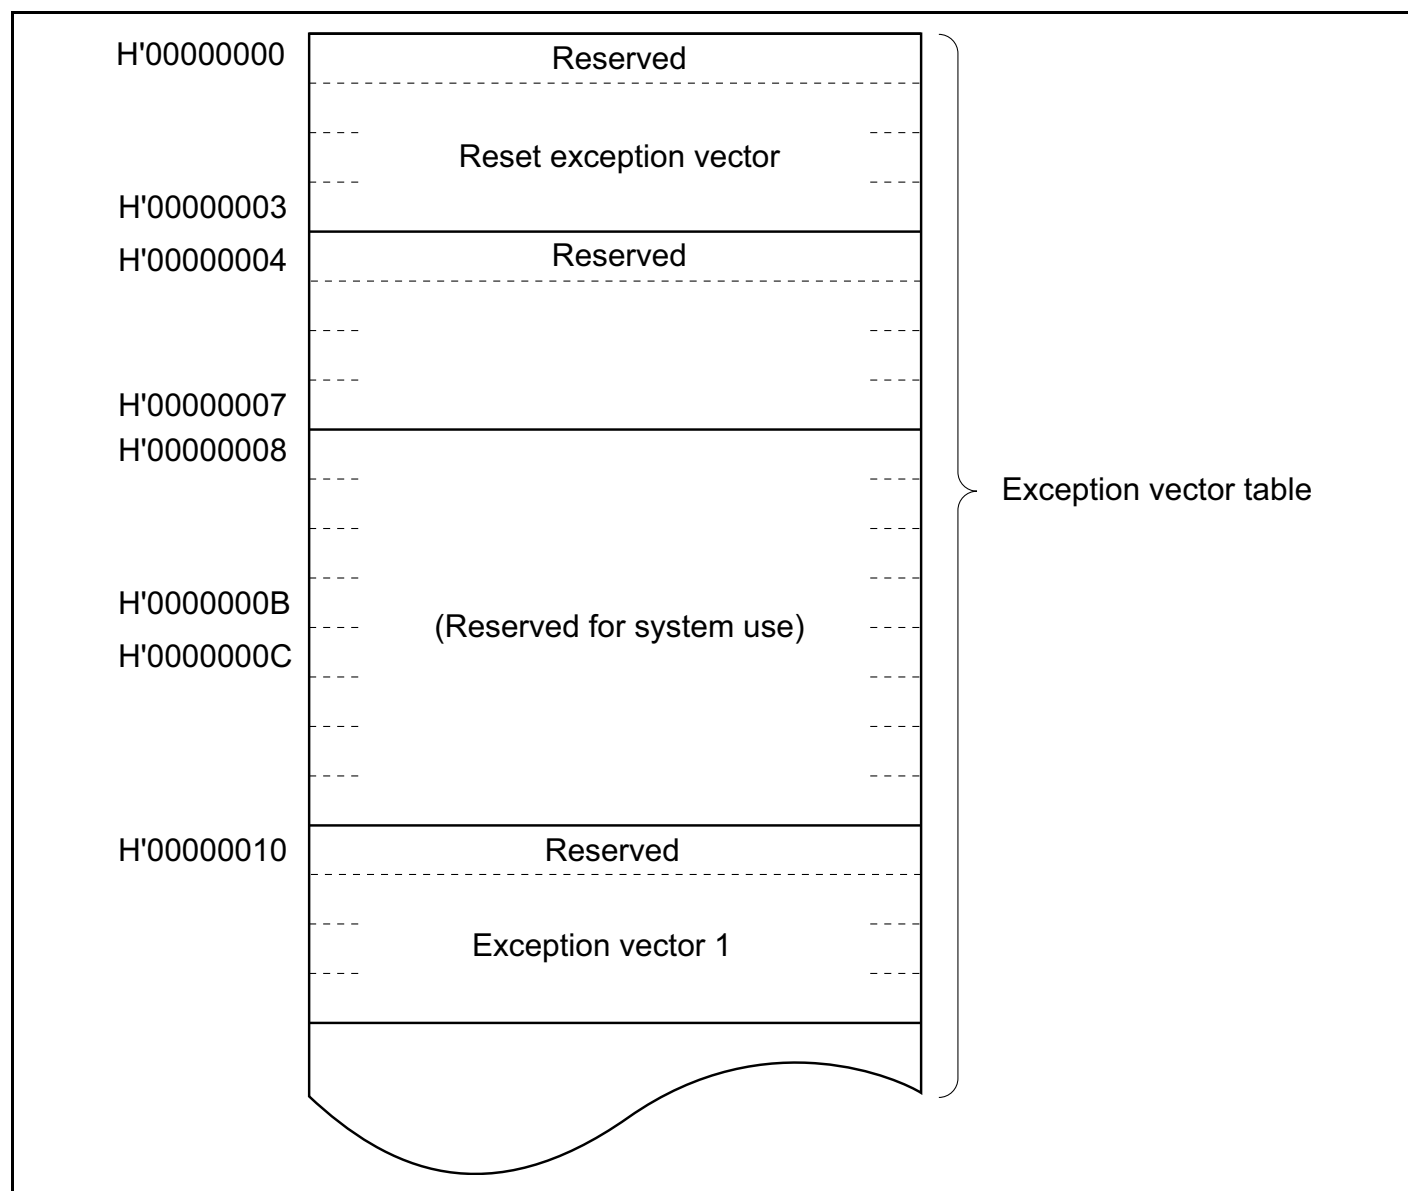 H'00000000 Reserved
Reset exception vector
H'00000003
H'00000004 Reserved
H'00000007
H'00000008
Exception vector table
H'0000000B
(Reserved for system use)
H'0000000C
H'00000010 Reserved
Exception vector 1